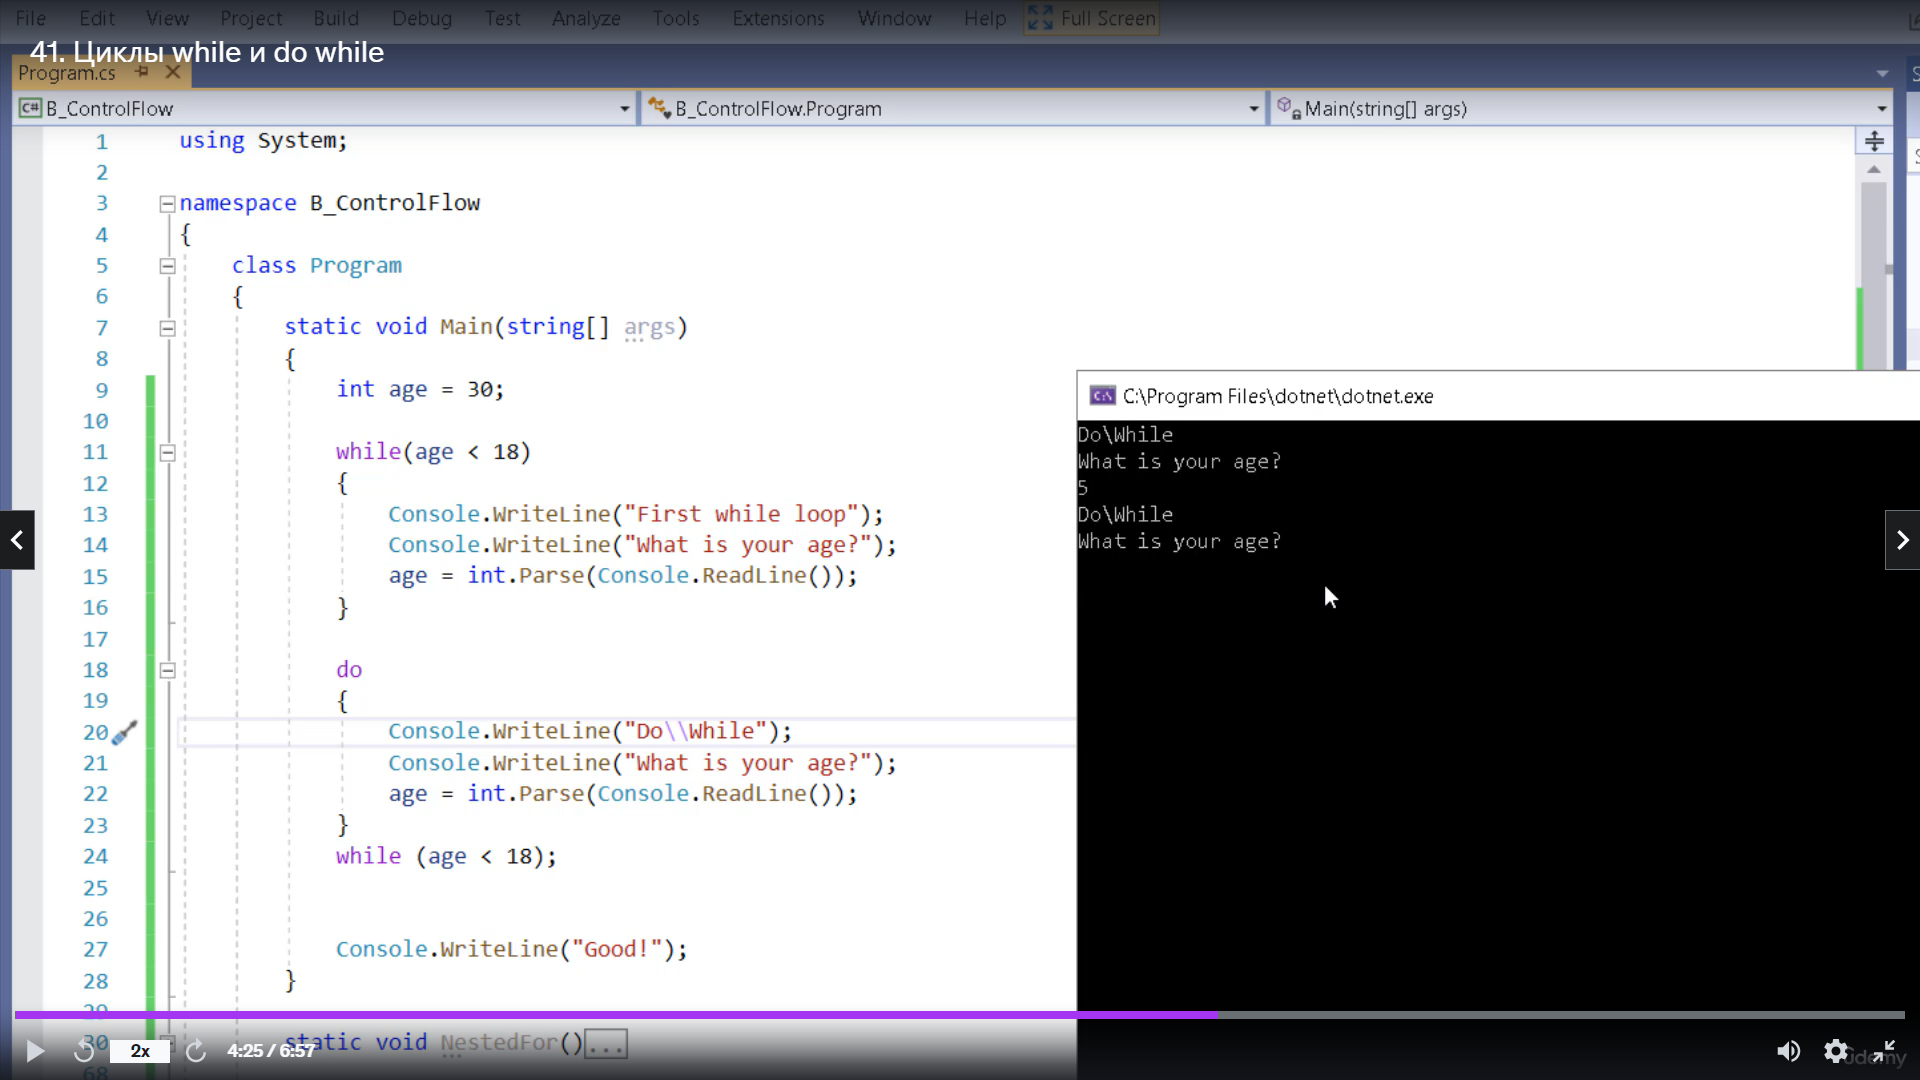 File Edit View Project Build Debug Test Analyze Tools Extensions Window Help Full Screen
41. Циклы while и do while
Program.cs
C# B_ControlFlow B_ControlFlow.Program Main(string[] args)
1 using System;
2
3 namespace B_ControlFlow
4 {
5 class Program
6 {
7 static void Main(string[] args)
8 {
9 int age = 30;
10
11 while(age < 18)
12 {
13 Console.WriteLine("First while loop");
14 Console.WriteLine("What is your age?");
15 age = int.Parse(Console.ReadLine());
16 }
17
18 do
19 {
20 Console.WriteLine("Do\\While");
21 Console.WriteLine("What is your age?");
22 age = int.Parse(Console.ReadLine());
23 }
24 while (age < 18);
25
26
27 Console.WriteLine("Good!");
28 }
29
30 static void NestedFor()...
68
C:\Program Files\dotnet\dotnet.exe
Do\While
What is your age?
5
Do\While
What is your age?
2x 4:25 / 6:57
udemy